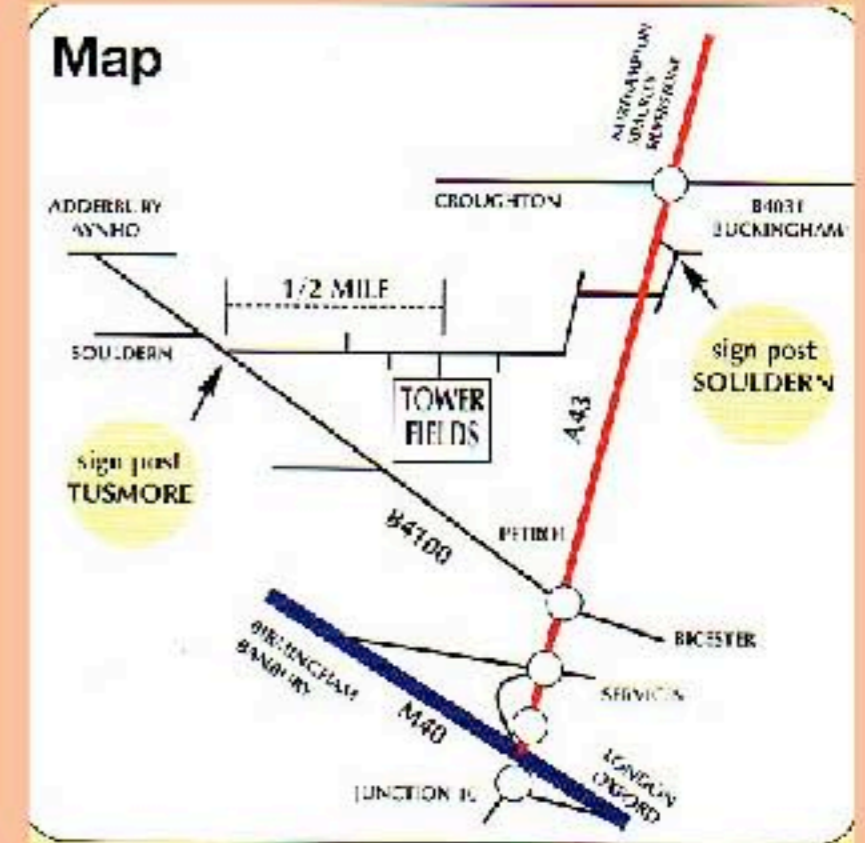 Map
NORTHAMPTON
BRACKLEY
SILVERSTONE
CROUGHTON
B4031
BUCKINGHAM
ADDERBURY
AYNHO
1/2 MILE
SOULDERN
TOWER
FIELDS
sign post
SOULDERN
A43
sign post
TUSMORE
B4100
PETROL
BICESTER
BIRMINGHAM
BANBURY
SERVICES
M40
LONDON
OXFORD
JUNCTION 10